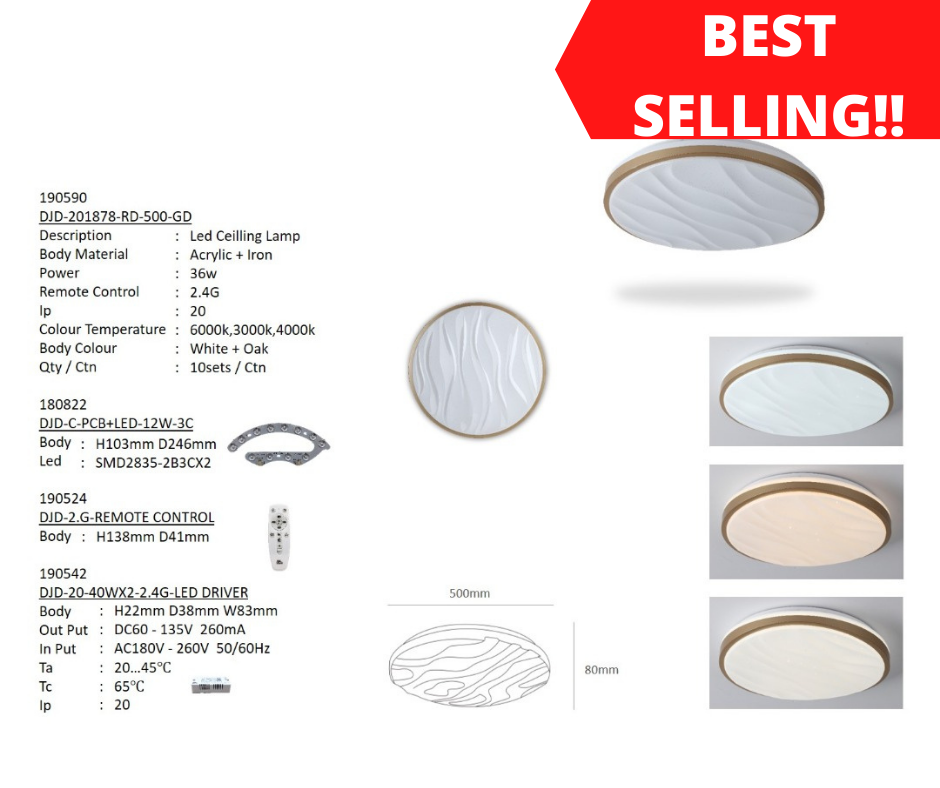 BEST
SELLING!!
190590
DJD-201878-RD-500-GD
Description : Led Ceilling Lamp
Body Material : Acrylic + Iron
Power : 36w
Remote Control : 2.4G
Ip : 20
Colour Temperature : 6000k,3000k,4000k
Body Colour : White + Oak
Qty / Ctn : 10sets / Ctn
180822
DJD-C-PCB+LED-12W-3C
Body : H103mm D246mm
Led : SMD2835-2B3CX2
190524
DJD-2.G-REMOTE CONTROL
Body : H138mm D41mm
190542
DJD-20-40WX2-2.4G-LED DRIVER
Body : H22mm D38mm W83mm
Out Put : DC60 - 135V 260mA
In Put : AC180V - 260V 50/60Hz
Ta : 20...45℃
Tc : 65℃
Ip : 20
500mm
80mm